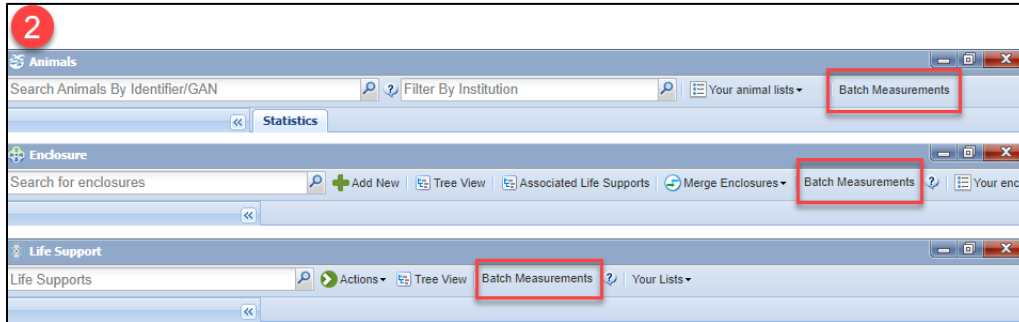 2
Animals
Search Animals By Identifier/GAN Filter By Institution Your animal lists Batch Measurements
Statistics
Enclosure
Search for enclosures Add New Tree View Associated Life Supports Merge Enclosures Batch Measurements Your enc
Life Support
Life Supports Actions Tree View Batch Measurements Your Lists